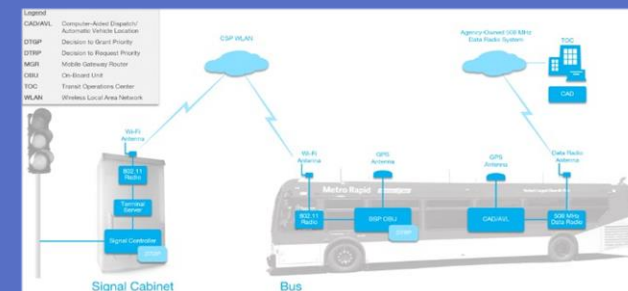 Legend
CAD/AVL Computer-Aided Dispatch/
Automatic Vehicle Location
DTGP Decision to Grant Priority
DTRP Decision to Request Priority
MGR Mobile Gateway Router
OBU On-Board Unit
TOC Transit Operations Center
WLAN Wireless Local Area Network
CSP WLAN
Agency-Owned 508 MHz
Data Radio System
TOC
CAD
Wi-Fi
Antenna
802.11
Radio
Terminal
Server
Signal Controller
DTGP
Signal Cabinet
Wi-Fi
Antenna
GPS
Antenna
GPS
Antenna
Data Radio
Antenna
Metro Rapid
802.11
Radio
BSP OBU
DTRP
CAD/AVL
508 MHz
Data Radio
Bus